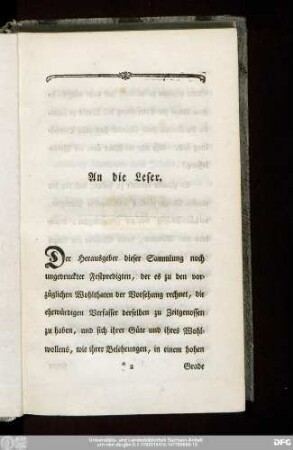 An die Leser.
Der Herausgeber dieser Sammlung noch
ungedruckter Festpredigten, der es zu den vor-
züglichen Wohlthaten der Vorsehung rechnet, die
ehrwürdigen Verfasser derselben zu Zeitgenossen
zu haben, und sich ihrer Güte und ihres Wohl-
wollens, wie ihrer Belehrungen, in einem hohen
Grade
Universitäts- und Landesbibliothek Sachsen-Anhalt